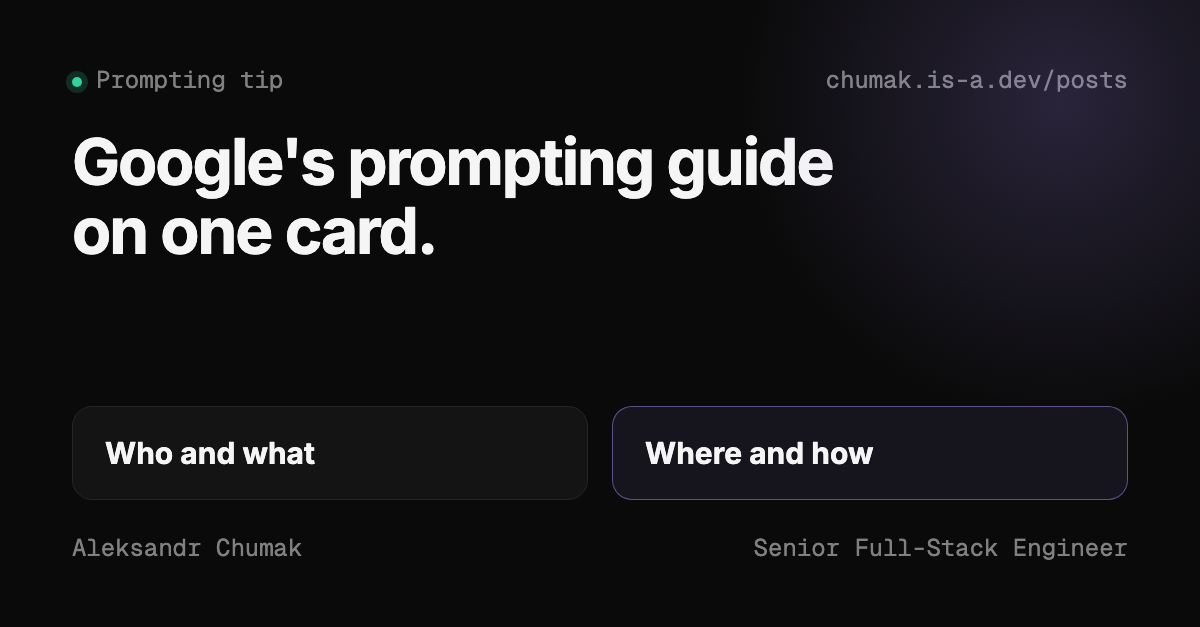 Prompting tip
chumak.is-a.dev/posts
Google's prompting guide
on one card.
Who and what
Where and how
Aleksandr Chumak
Senior Full-Stack Engineer